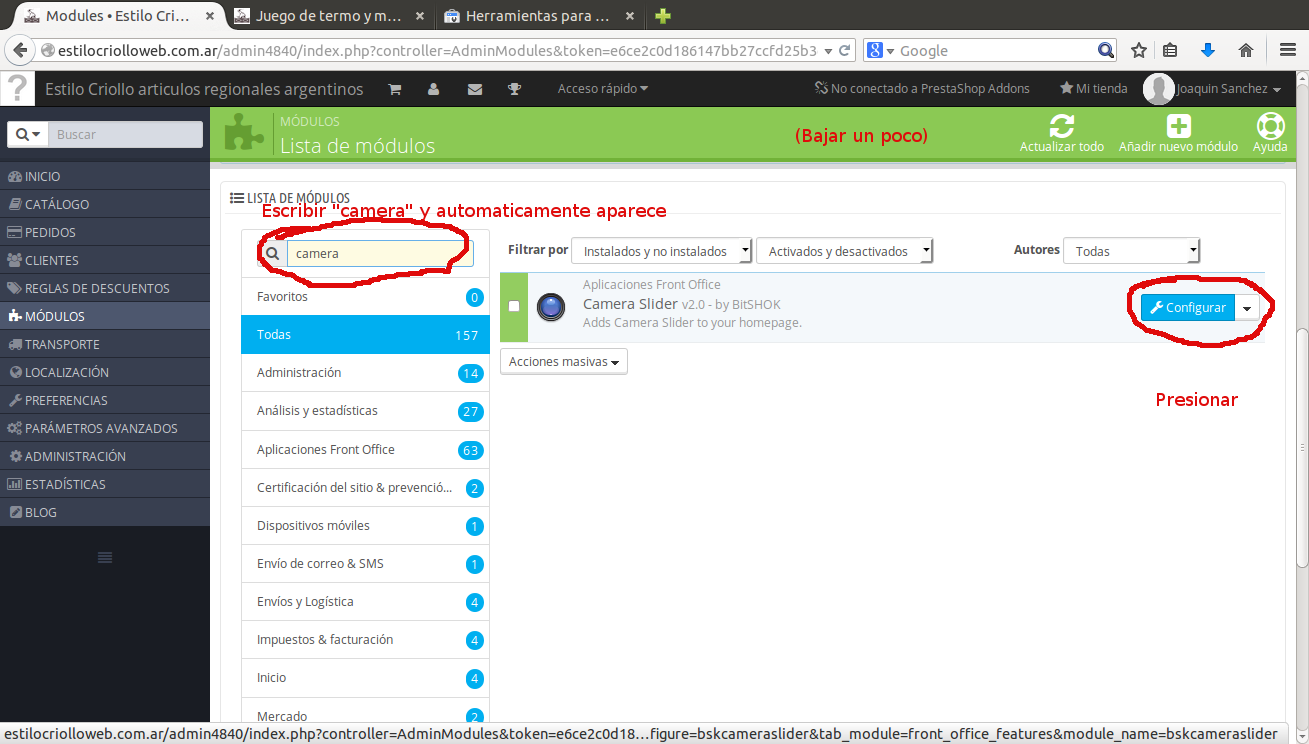 Modules • Estilo Cri...
Juego de termo y m...
Herramientas para ...
estilocriolloweb.com.ar/admin4840/index.php?controller=AdminModules&token=e6ce2c0d186147bb27ccfd25b3
Google
Estilo Criollo articulos regionales argentinos
Acceso rápido
No conectado a PrestaShop Addons
Mi tienda
Joaquin Sanchez
Buscar
MÓDULOS
Lista de módulos
(Bajar un poco)
Actualizar todo
Añadir nuevo módulo
Ayuda
INICIO
CATÁLOGO
PEDIDOS
CLIENTES
REGLAS DE DESCUENTOS
MÓDULOS
TRANSPORTE
LOCALIZACIÓN
PREFERENCIAS
PARÁMETROS AVANZADOS
ADMINISTRACIÓN
ESTADÍSTICAS
BLOG
LISTA DE MÓDULOS
Escribir "camera" y automaticamente aparece
camera
Favoritos 0
Todas 157
Administración 14
Análisis y estadísticas 27
Aplicaciones Front Office 63
Certificación del sitio & prevenció... 2
Dispositivos móviles 1
Envío de correo & SMS 1
Envíos y Logística 4
Impuestos & facturación 4
Inicio 4
Mercado 2
Filtrar por Instalados y no instalados Activados y desactivados Autores Todas
Aplicaciones Front Office
Camera Slider v2.0 - by BitSHOK
Adds Camera Slider to your homepage.
Configurar
Acciones masivas
Presionar
estilocriolloweb.com.ar/admin4840/index.php?controller=AdminModules&token=e6ce2c0d18...figure=bskcameraslider&tab_module=front_office_features&module_name=bskcameraslider